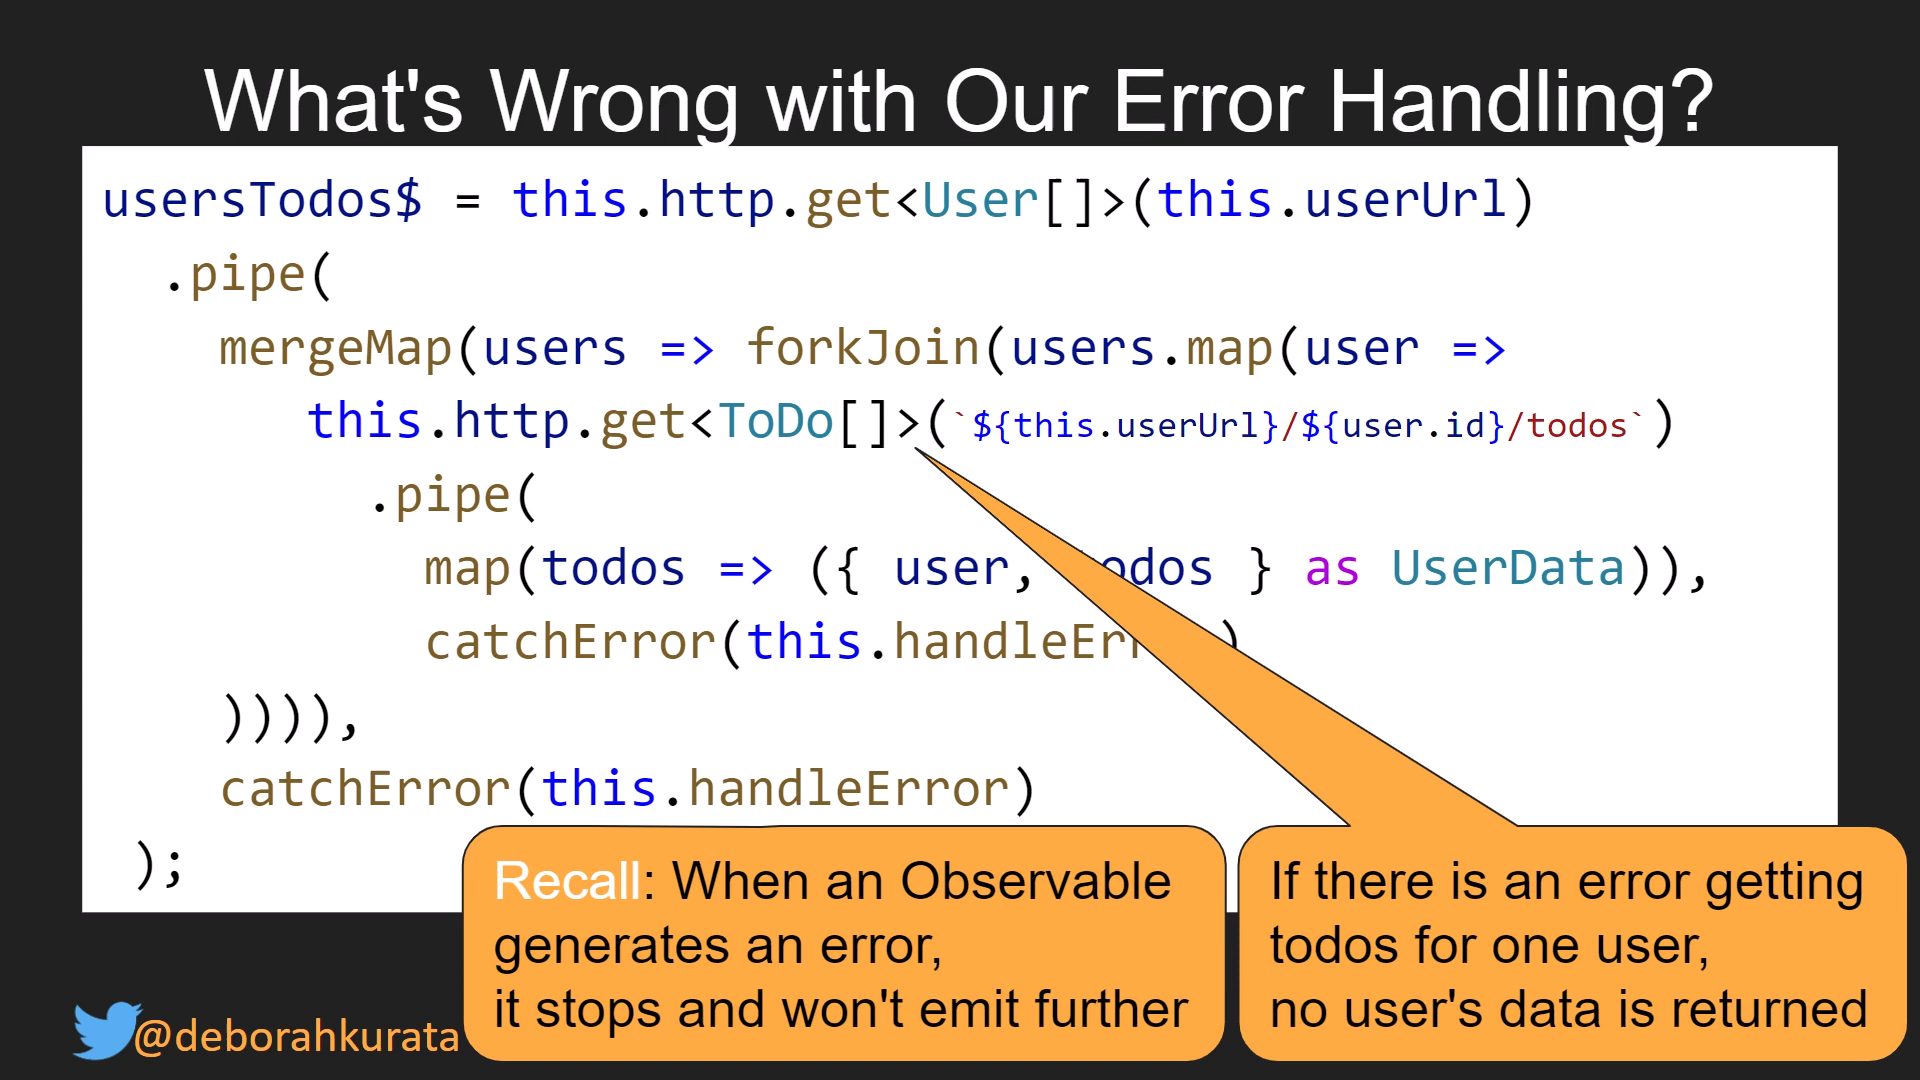 What's Wrong with Our Error Handling?
usersTodos$ = this.http.get<User[]>(this.userUrl)
.pipe(
mergeMap(users => forkJoin(users.map(user =>
this.http.get<ToDo[]>(`${this.userUrl}/${user.id}/todos`)
.pipe(
map(todos => ({ user, todos } as UserData)),
catchError(this.handleErr )
)))),
catchError(this.handleError)
);
Recall: When an Observable
generates an error,
it stops and won't emit further
If there is an error getting
todos for one user,
no user's data is returned
@deborahkurata